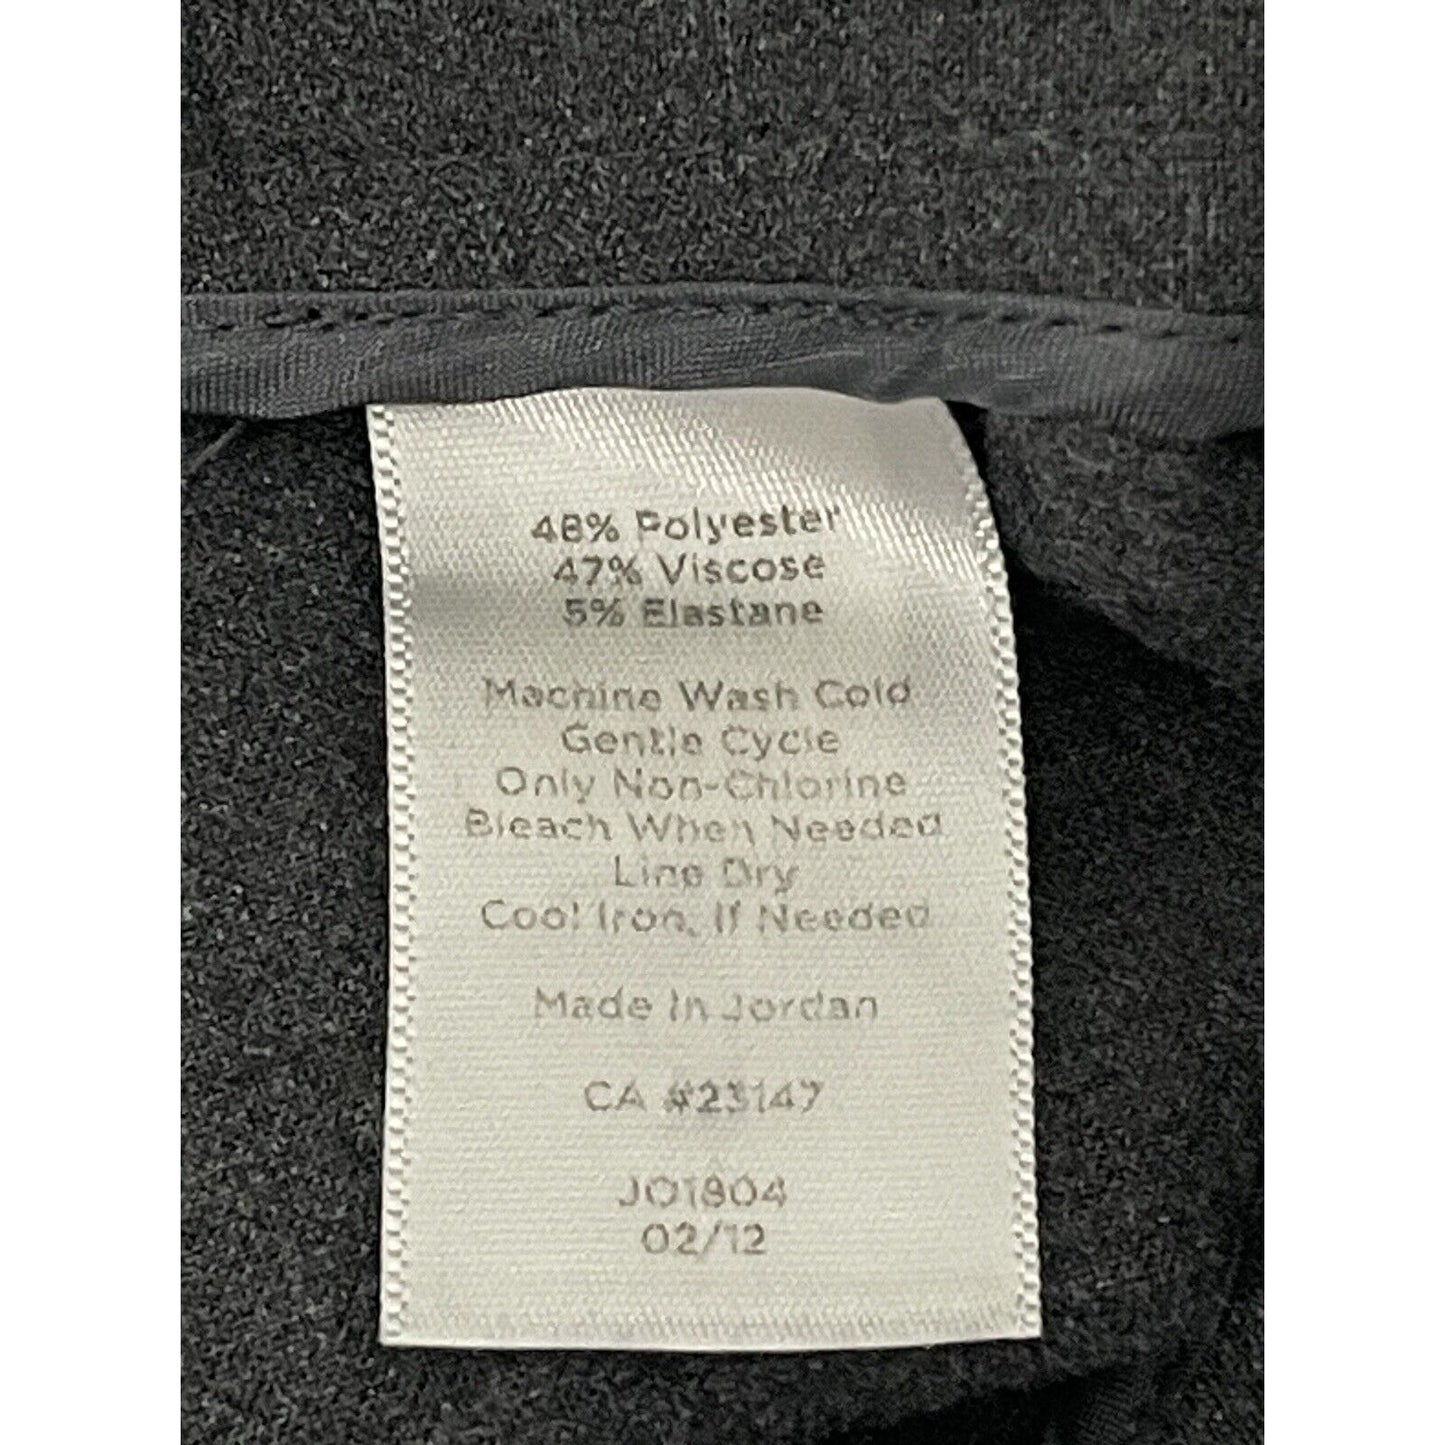 48% Polyester
47% Viscose
5% Elastane
Machine Wash Cold
Gentle Cycle
Only Non-Chlorine
Bleach When Needed
Line Dry
Cool Iron, If Needed
Made In Jordan
CA #23147
JO1804
02/12